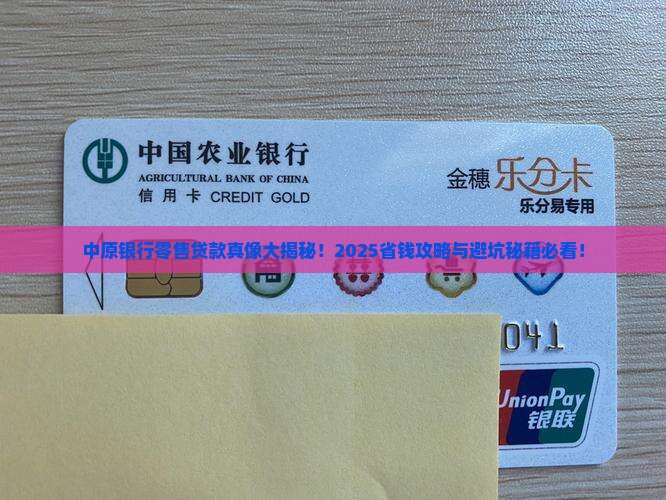 中国农业银行
AGRICULTURAL BANK OF CHINA
信用卡 CREDIT GOLD
金穗 乐分卡
乐分易专用
中原银行零售贷款真像大揭秘！2025省钱攻略与避坑秘籍必看！
041
UnionPay
银联